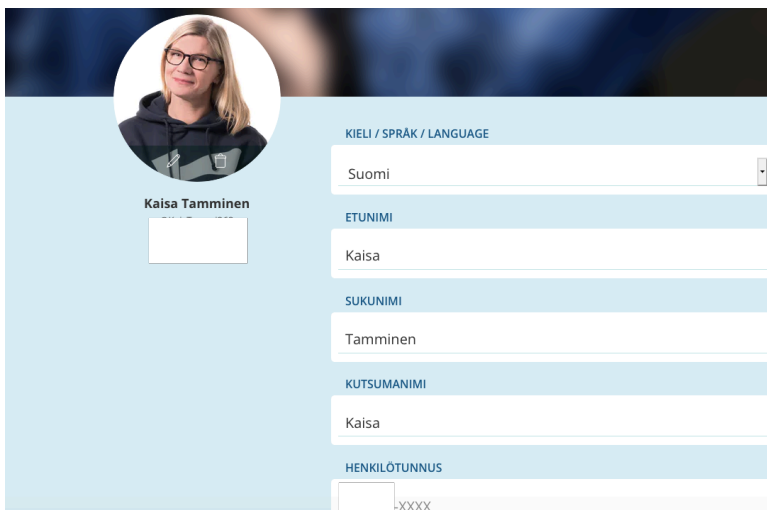 Kaisa Tamminen
KIELI / SPRÅK / LANGUAGE
Suomi
ETUNIMI
Kaisa
SUKUNIMI
Tamminen
KUTSUMANIMI
Kaisa
HENKILÖTUNNUS
-XXXX